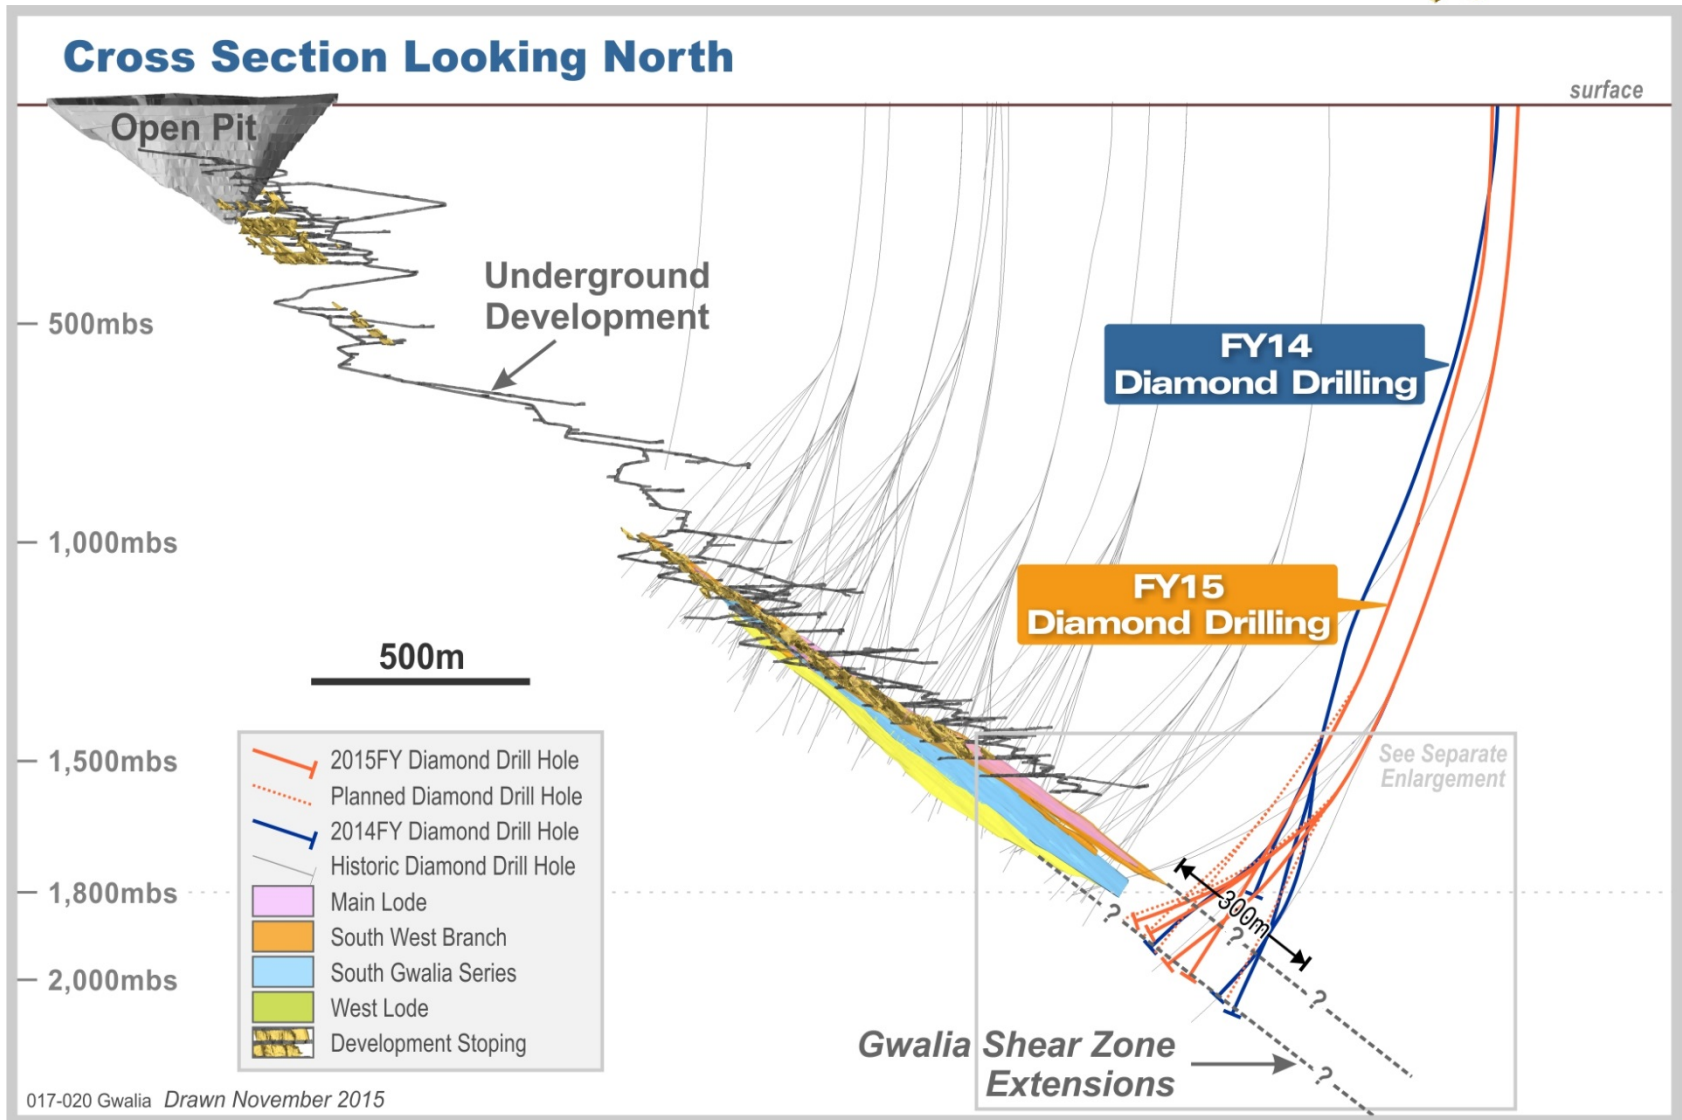 Cross Section Looking North
surface
Open Pit
Underground
Development
500mbs
FY14
Diamond Drilling
1,000mbs
FY15
Diamond Drilling
500m
1,500mbs
See Separate
Enlargement
2015FY Diamond Drill Hole
Planned Diamond Drill Hole
2014FY Diamond Drill Hole
Historic Diamond Drill Hole
Main Lode
South West Branch
South Gwalia Series
West Lode
Development Stoping
1,800mbs
300m
?
?
2,000mbs
?
Gwalia Shear Zone
Extensions
?
017-020 Gwalia Drawn November 2015